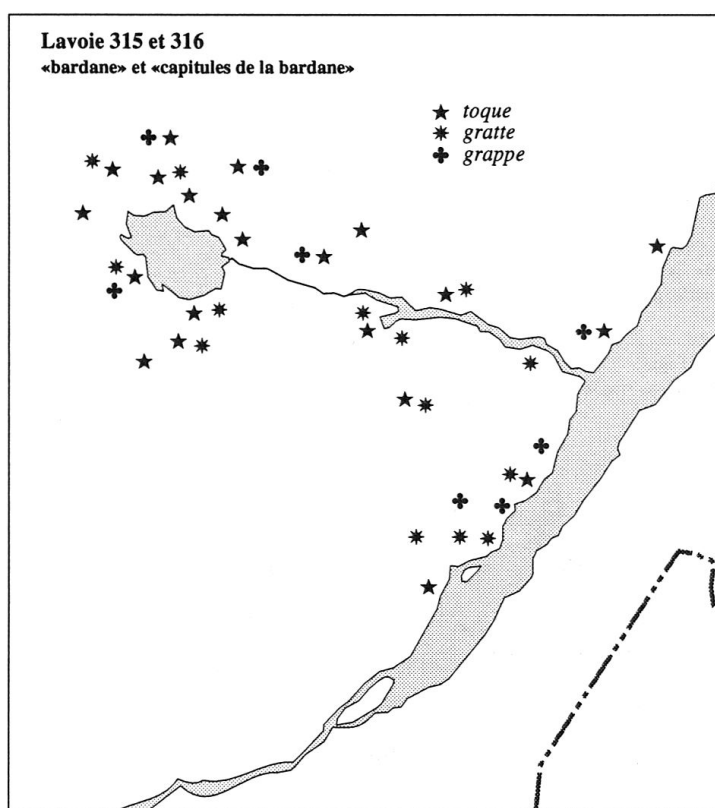 Lavoie 315 et 316
«bardane» et «capitules de la bardane»
toque
gratte
grappe